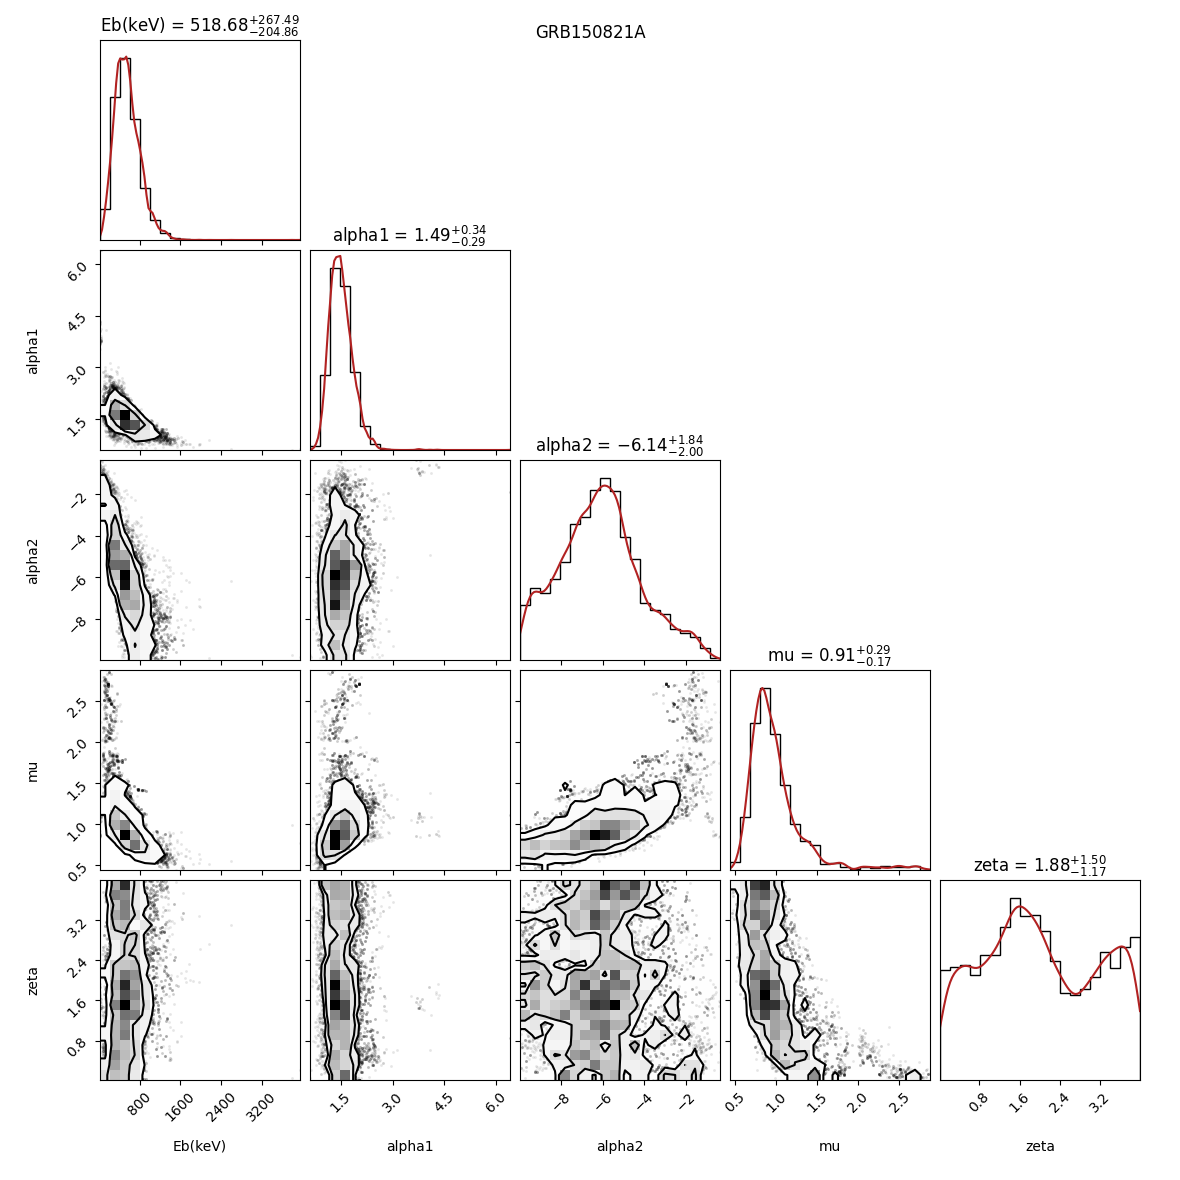 GRB150821A
Eb(keV) = 518.68 +267.49 −204.86
alpha1 = 1.49 +0.34 −0.29
alpha1
6.0
4.5
3.0
1.5
alpha2 = −6.14 +1.84 −2.00
alpha2
−2
−4
−6
−8
mu = 0.91 +0.29 −0.17
mu
2.5
2.0
1.5
1.0
0.5
zeta = 1.88 +1.50 −1.17
zeta
3.2
2.4
1.6
0.8
800 1600 2400 3200 1.5 3.0 4.5 6.0 −8 −6 −4 −2 0.5 1.0 1.5 2.0 2.5 0.8 1.6 2.4 3.2
Eb(keV) alpha1 alpha2 mu zeta